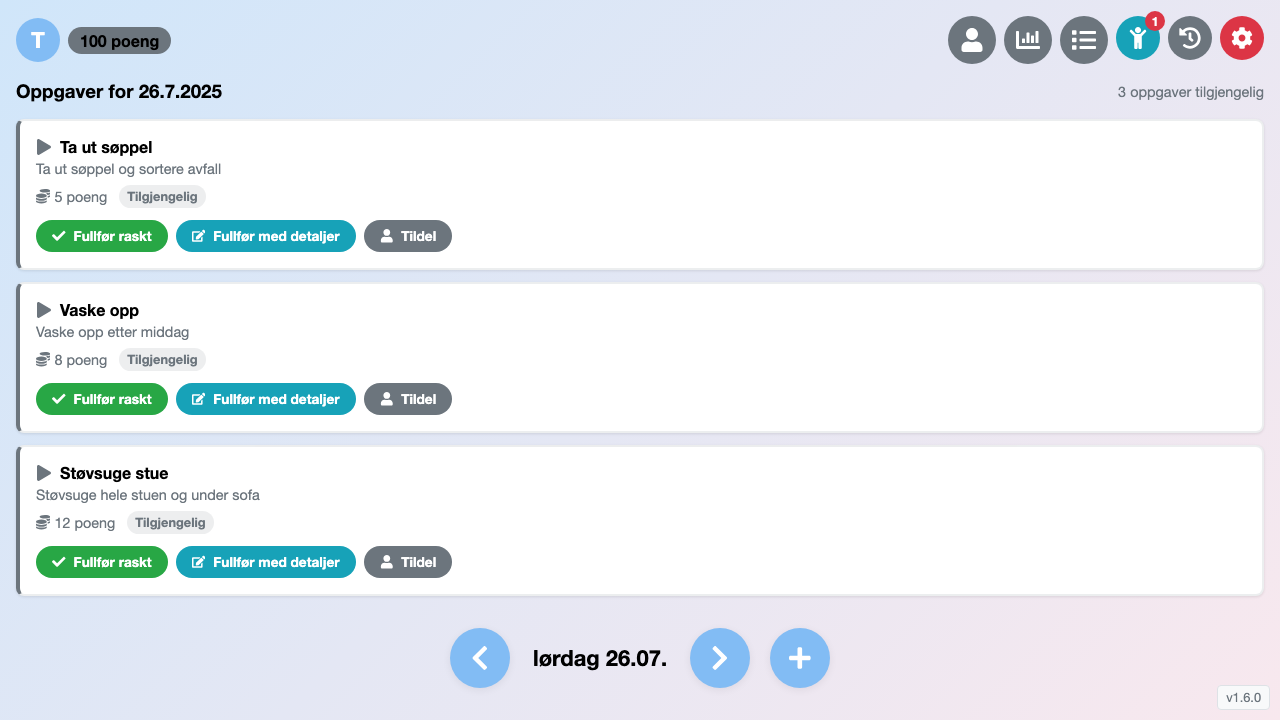 T
100 poeng
1
Oppgaver for 26.7.2025
3 oppgaver tilgjengelig
Ta ut søppel
Ta ut søppel og sortere avfall
5 poeng
Tilgjengelig
Fullfør raskt
Fullfør med detaljer
Tildel
Vaske opp
Vaske opp etter middag
8 poeng
Tilgjengelig
Fullfør raskt
Fullfør med detaljer
Tildel
Støvsuge stue
Støvsuge hele stuen og under sofa
12 poeng
Tilgjengelig
Fullfør raskt
Fullfør med detaljer
Tildel
lørdag 26.07.
v1.6.0